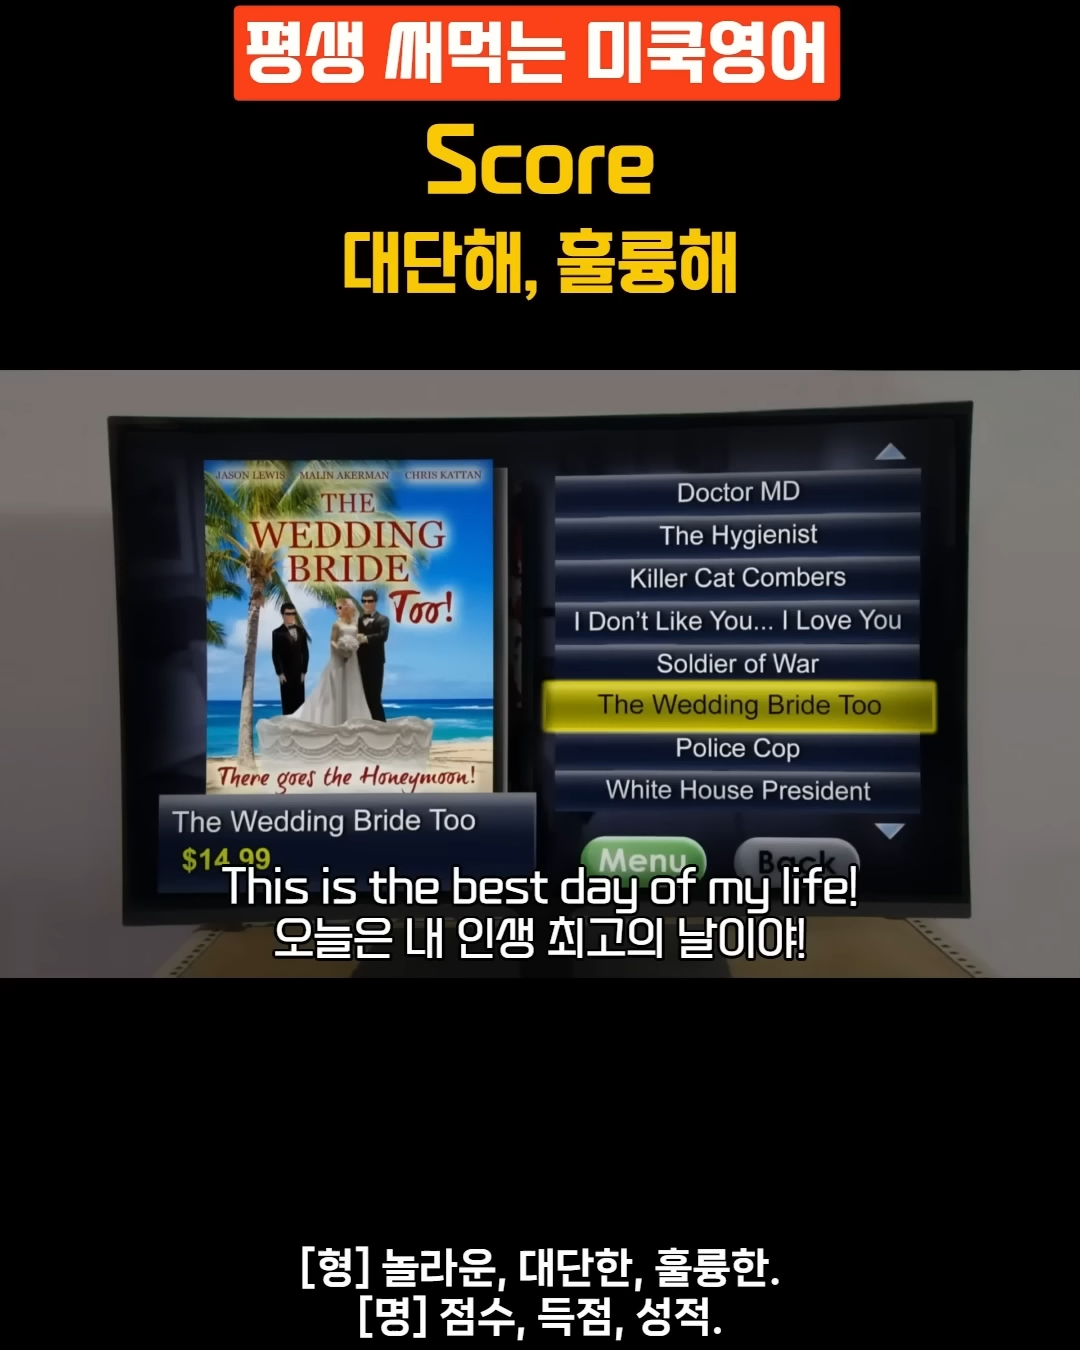 평생 써먹는 미쿡영어
Score
대단해, 훌륭해
JASON LEWIS MALIN AKERMAN CHRIS KATTAN
THE
WEDDING
BRIDE
Too!
There goes the Honeymoon!
The Wedding Bride Too
$14.99
Doctor MD
The Hygienist
Killer Cat Combers
I Don't Like You... I Love You
Soldier of War
The Wedding Bride Too
Police Cop
White House President
Menu
Back
This is the best day of my life!
오늘은 내 인생 최고의 날이야!
[형] 놀라운, 대단한, 훌륭한.
[명] 점수, 득점, 성적.